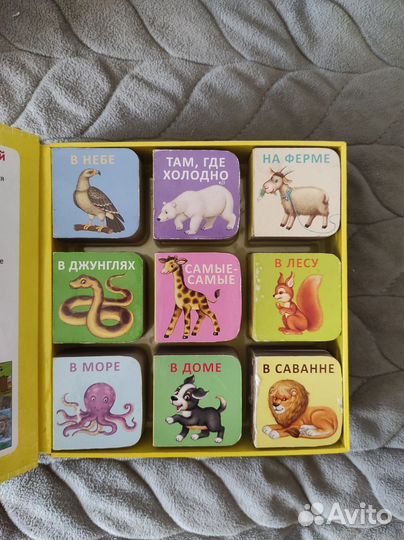 й
я
е
В НЕБЕ
ТАМ, ГДЕ
ХОЛОДНО
НА ФЕРМЕ
В ДЖУНГЛЯХ
САМЫЕ-
САМЫЕ
В ЛЕСУ
В МОРЕ
В ДОМЕ
В САВАННЕ
Avito